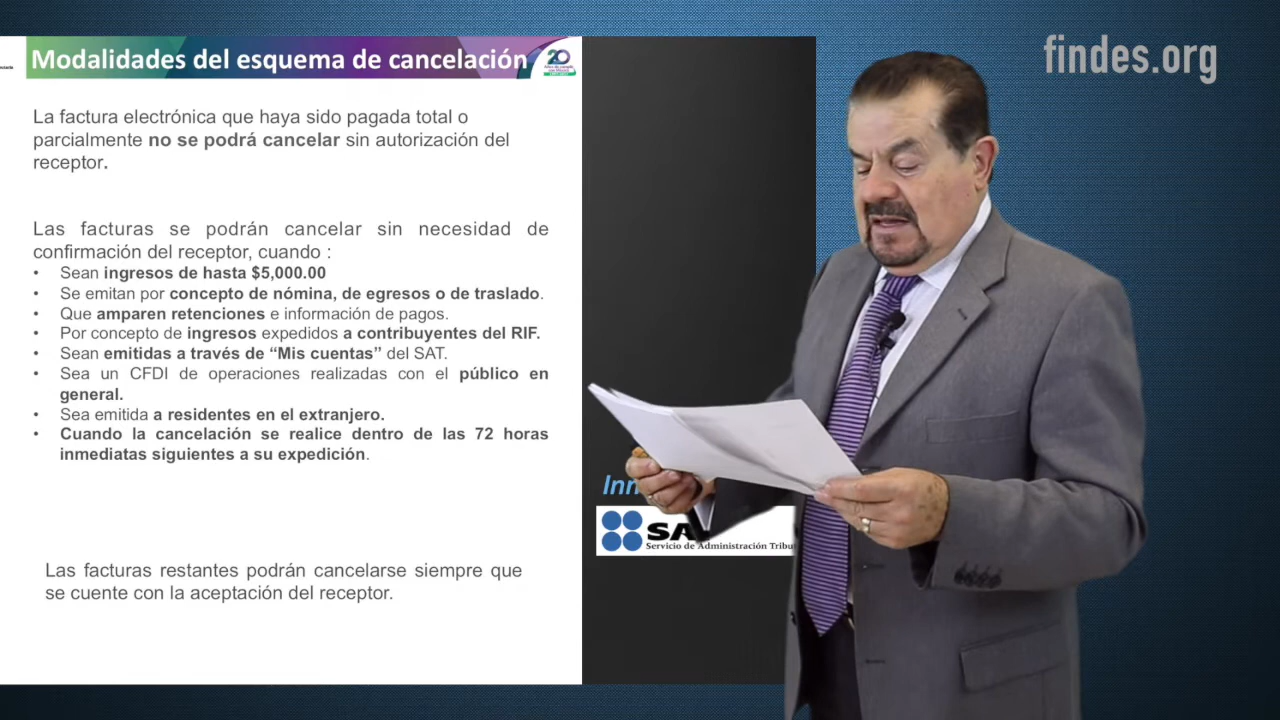 findes.org
Modalidades del esquema de cancelación
20
La factura electrónica que haya sido pagada total o
parcialmente no se podrá cancelar sin autorización del
receptor.
Las facturas se podrán cancelar sin necesidad de
confirmación del receptor, cuando :
• Sean ingresos de hasta $5,000.00
• Se emitan por concepto de nómina, de egresos o de traslado.
• Que amparen retenciones e información de pagos.
• Por concepto de ingresos expedidos a contribuyentes del RIF.
• Sean emitidas a través de “Mis cuentas” del SAT.
• Sea un CFDI de operaciones realizadas con el público en
general.
• Sea emitida a residentes en el extranjero.
• Cuando la cancelación se realice dentro de las 72 horas
inmediatas siguientes a su expedición.
Las facturas restantes podrán cancelarse siempre que
se cuente con la aceptación del receptor.
Servicio de Administración